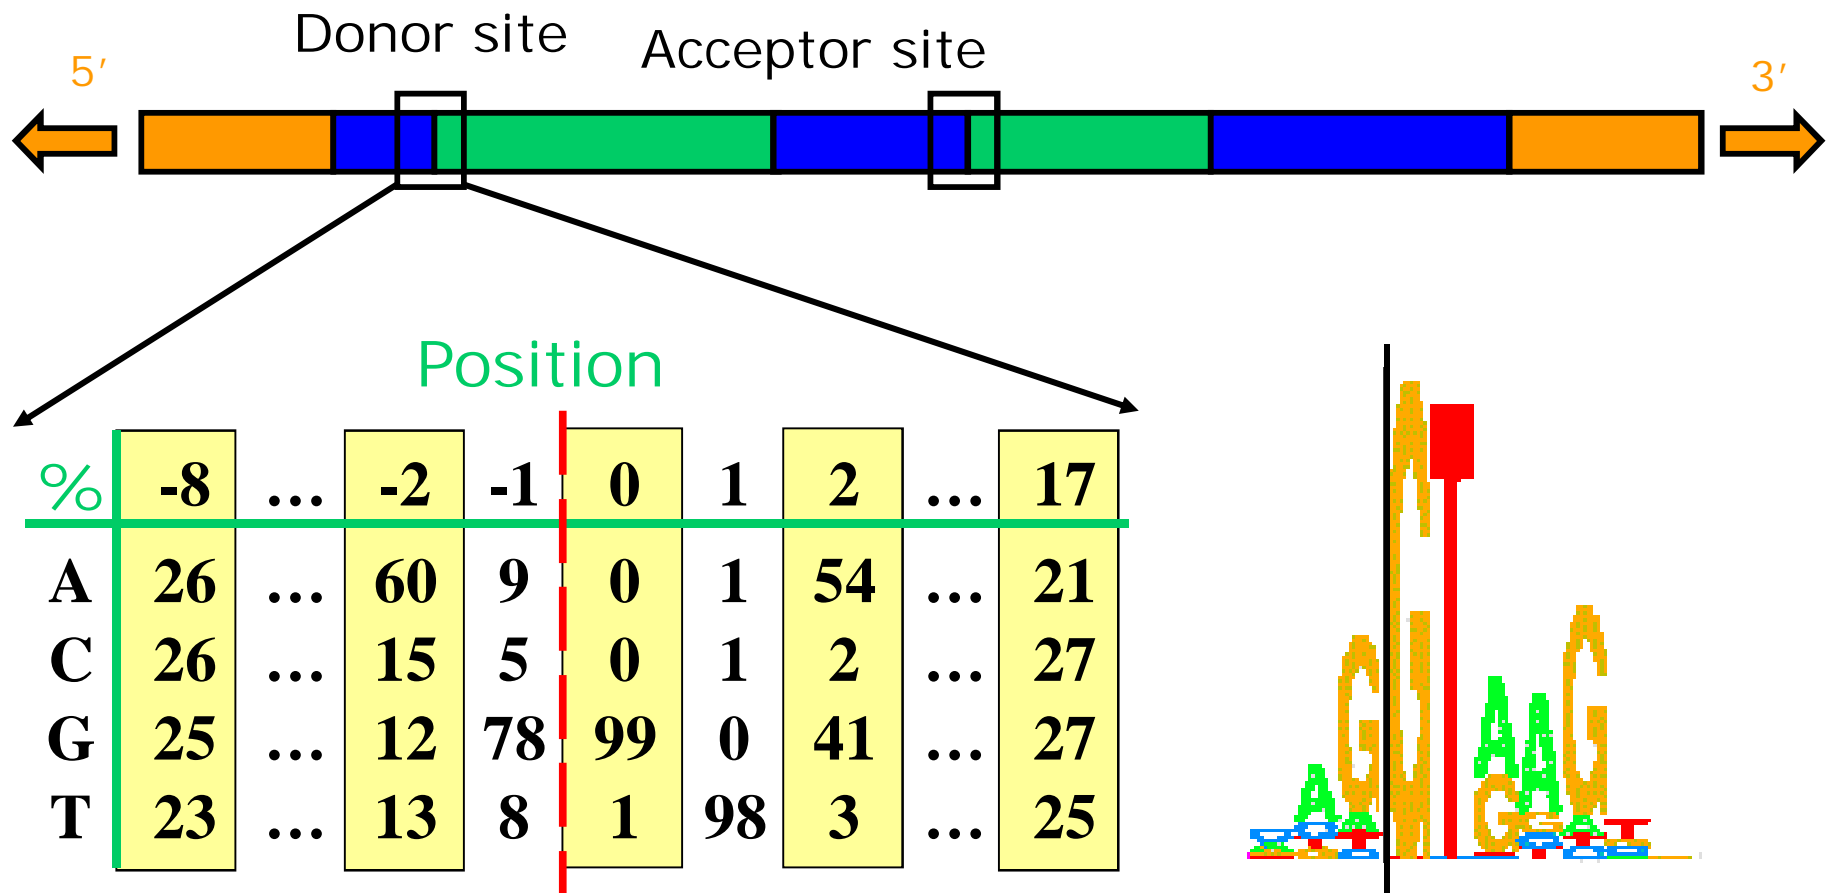 Donor site
Acceptor site
5′
3′
Position
% -8 ... -2 -1 0 1 2 ... 17
A 26 ... 60 9 0 1 54 ... 21
C 26 ... 15 5 0 1 2 ... 27
G 25 ... 12 78 99 0 41 ... 27
T 23 ... 13 8 1 98 3 ... 25
A G G T A A G